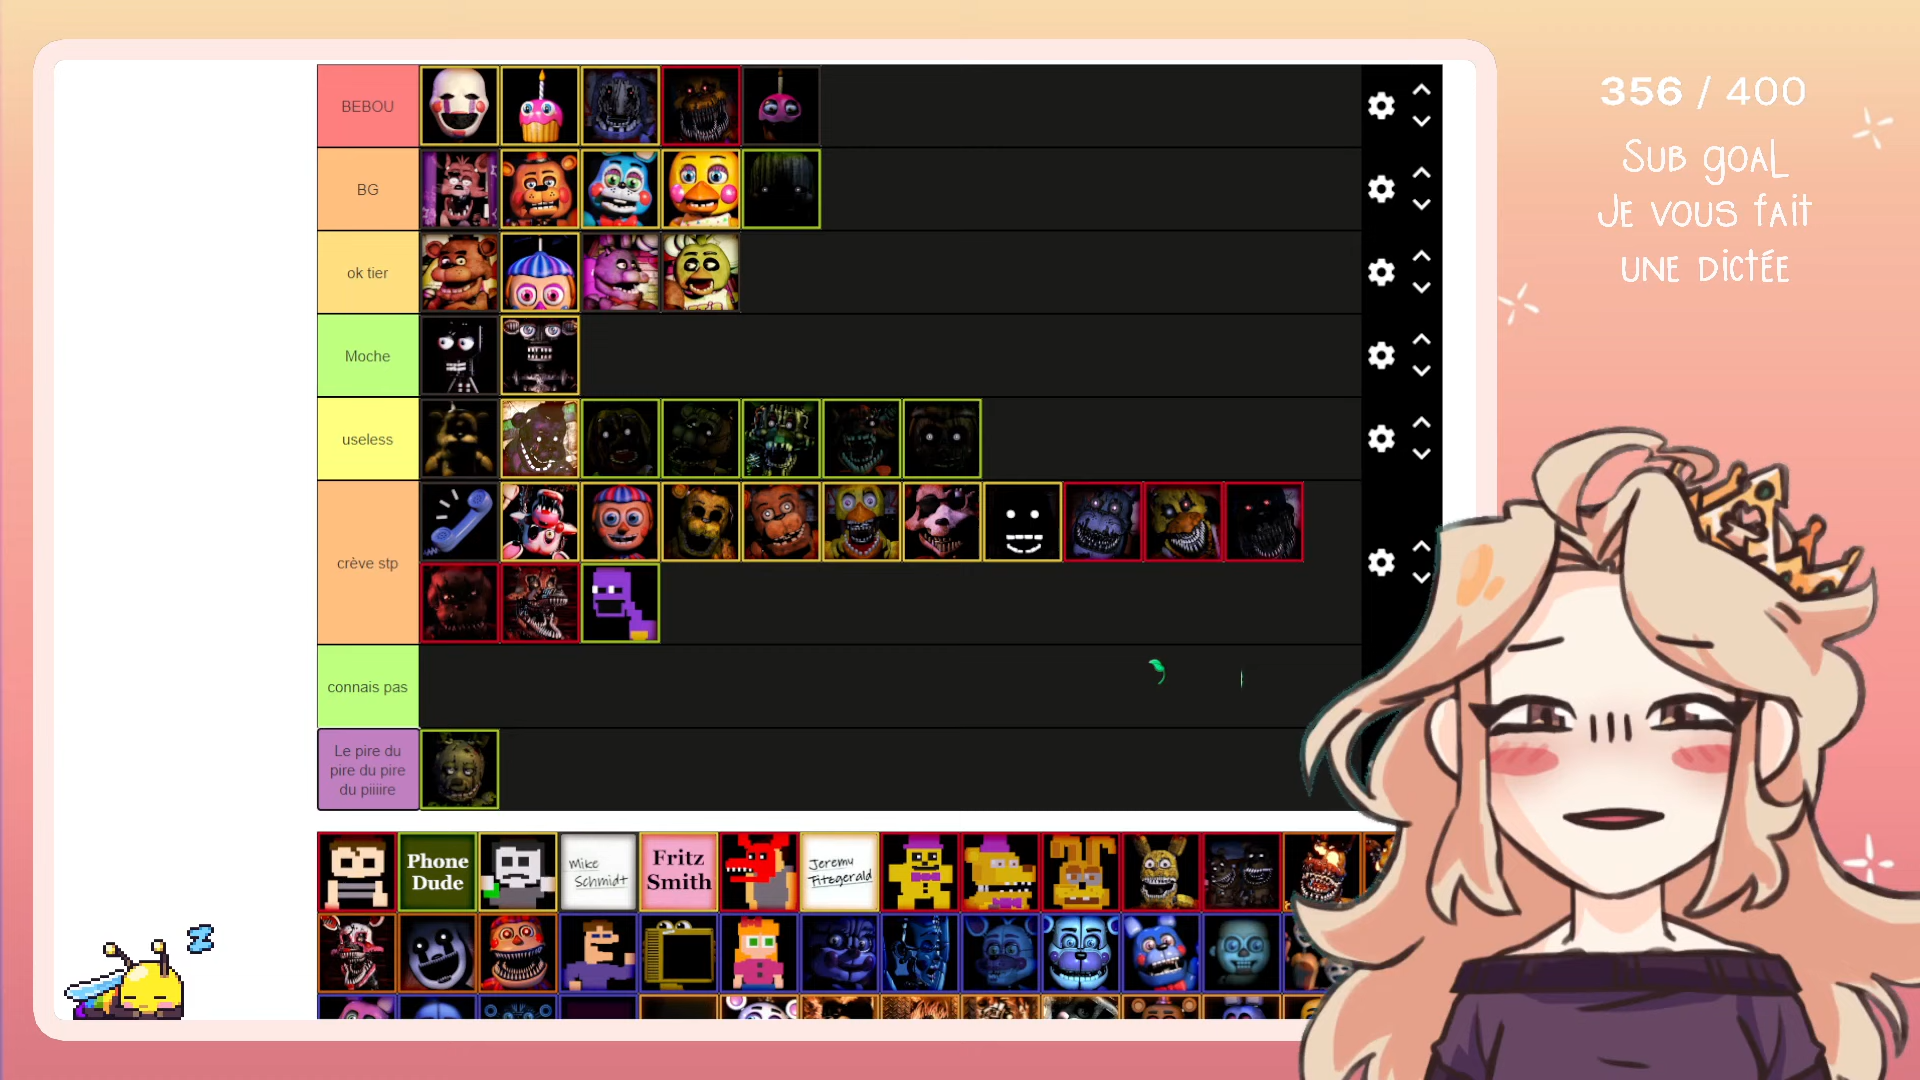 356 / 400
SUB GOAL
JE VOUS FAIT
UNE DICTÉE
BEBOU
BG
ok tier
Moche
useless
crève stp
connais pas
Le pire du
pire du pire
du piiiire
Phone
Dude
Mike
Schmidt
Fritz
Smith
Jeremy
Fitzgerald
Z